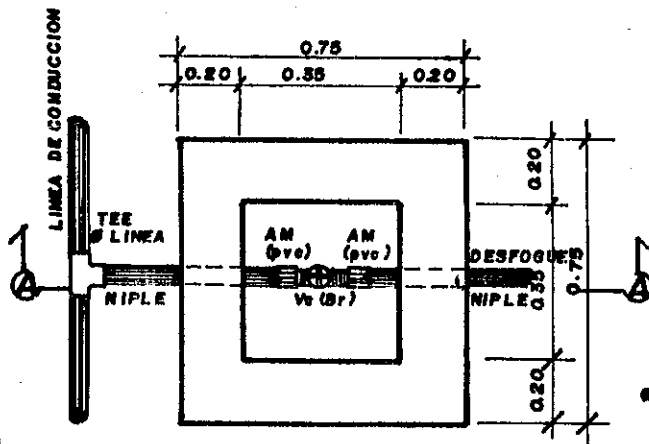 0.75
0.20 0.35 0.20
LINEA DE CONDUCCION
TEE
Ø LINEA
NIPLE
AM
(pvc)
AM
(pvc)
Vc (Br)
DESFOGUE
NIPLE
0.20
0.35
0.75
0.20
A
A